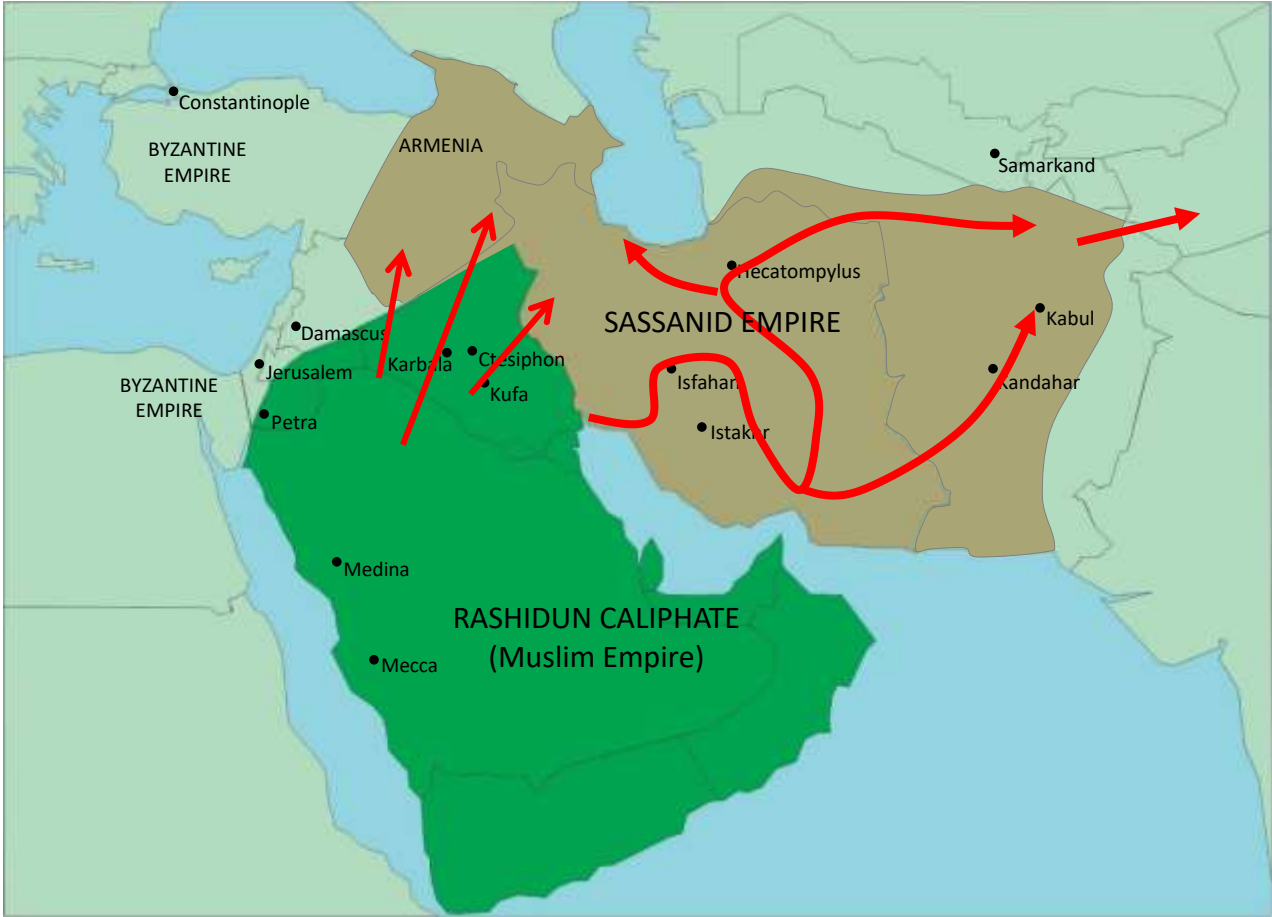 Constantinople
BYZANTINE
EMPIRE
ARMENIA
Samarkand
Hecatompylus
SASSANID EMPIRE
Kabul
Damascus
Karbala
Ctesiphon
Jerusalem
Kufa
Isfahan
Kandahar
BYZANTINE
EMPIRE
Petra
Istakhr
Medina
RASHIDUN CALIPHATE
(Muslim Empire)
Mecca